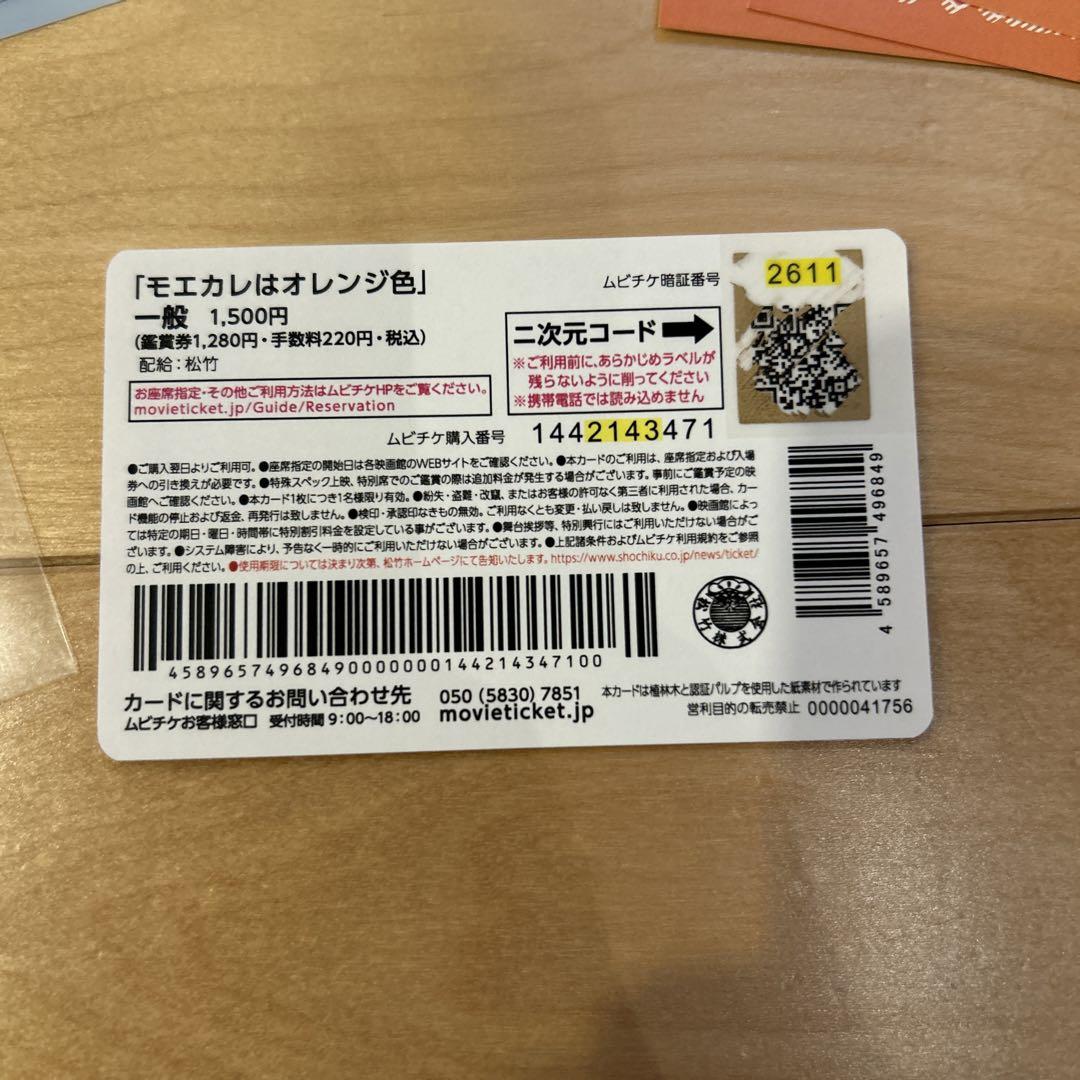 「モエカレはオレンジ色」
一般 1,500円
(鑑賞券1,280円・手数料220円・税込)
配給:松竹
お座席指定・その他ご利用方法はムビチケHPをご覧ください。
movieticket.jp/Guide/Reservation
ムビチケ暗証番号 2611
二次元コード
※ご利用前に、あらかじめラベルが
残らないように削ってください
※携帯電話では読み込めません
ムビチケ購入番号 1442143471
●ご購入翌日よりご利用可。●座席指定の開始日は各映画館のWEBサイトをご確認ください。●本カードのご利用は、座席指定および入場
券への引き換えが必要です。●特殊スペック上映、特別席でのご鑑賞の際は追加料金が発生する場合がございます。事前にご鑑賞予定の映
画館へご確認ください。●本カード1枚につき1名様限り有効。●紛失・盗難・改竄、またはお客様の許可なく第三者に利用された場合、カー
ド機能の停止および返金、再発行は致しません。●検印・承認印なきもの無効。ご利用なくとも変更・払い戻しは致しません。●映画館によっ
ては特定の期日・曜日・時間帯に特別割引料金を設定している事がございます。●舞台挨拶等、特別興行にはご利用いただけない場合がござ
ざいます。●システム障害により、予告なく一時的にご利用いただけない場合がございます。●上記諸条件およびムビチケ利用規約をご参照
の上、ご利用ください。●使用期限については決まり次第、松竹ホームページにて告知いたします。https://www.shochiku.co.jp/news/ticket/
458965749684900000000144214347100
松竹株式会社
4 589657 496849
カードに関するお問い合わせ先 050(5830)7851
ムビチケお客様窓口 受付時間9:00〜18:00 movieticket.jp
本カードは植林木と認証パルプを使用した紙素材で作られています
営利目的の転売禁止 0000041756